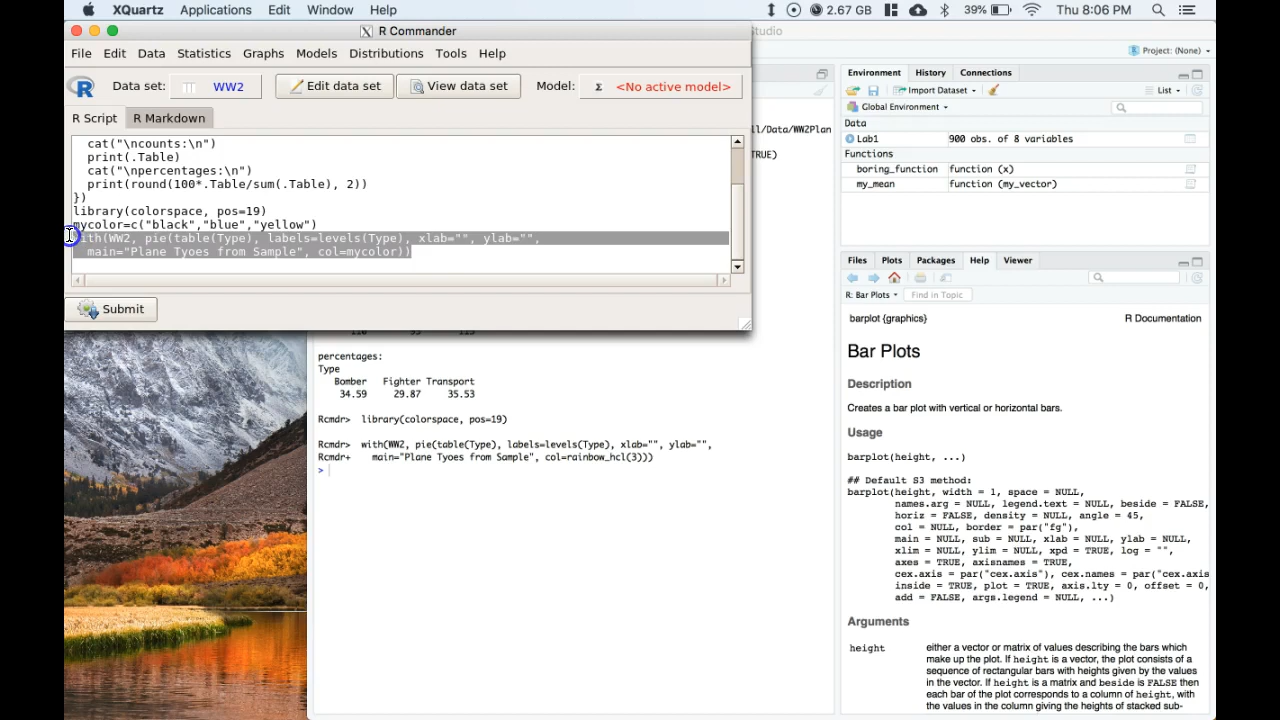 XQuartz Applications Edit Window Help
2.67 GB 39% Thu 8:06 PM
R Commander
File Edit Data Statistics Graphs Models Distributions Tools Help
Data set: WW2 Edit data set View data set Model: Σ <No active model>
R Script R Markdown
cat("\ncounts:\n")
print(.Table)
cat("\npercentages:\n")
print(round(100*.Table/sum(.Table), 2))
})
library(colorspace, pos=19)
mycolor=c("black","blue","yellow")
with(WW2, pie(table(Type), labels=levels(Type), xlab="", ylab="",
main="Plane Tyoes from Sample", col=mycolor))
Submit
percentages:
Type
Bomber Fighter Transport
34.59 29.87 35.53
Rcmdr> library(colorspace, pos=19)
Rcmdr> with(WW2, pie(table(Type), labels=levels(Type), xlab="", ylab="",
Rcmdr+ main="Plane Tyoes from Sample", col=rainbow_hcl(3)))
>
Studio
Project: (None)
ll/Data/WW2Plan
TRUE)
Environment History Connections
Import Dataset List
Global Environment
Data
Lab1 900 obs. of 8 variables
Functions
boring_function function (x)
my_mean function (my_vector)
Files Plots Packages Help Viewer
R: Bar Plots Find in Topic
barplot {graphics} R Documentation
Bar Plots
Description
Creates a bar plot with vertical or horizontal bars.
Usage
barplot(height, ...)
## Default S3 method:
barplot(height, width = 1, space = NULL,
names.arg = NULL, legend.text = NULL, beside = FALSE,
horiz = FALSE, density = NULL, angle = 45,
col = NULL, border = par("fg"),
main = NULL, sub = NULL, xlab = NULL, ylab = NULL,
xlim = NULL, ylim = NULL, xpd = TRUE, log = "",
axes = TRUE, axisnames = TRUE,
cex.axis = par("cex.axis"), cex.names = par("cex.axis
inside = TRUE, plot = TRUE, axis.lty = 0, offset = 0,
add = FALSE, args.legend = NULL, ...)
Arguments
height either a vector or matrix of values describing the bars which
make up the plot. If height is a vector, the plot consists of a
sequence of rectangular bars with heights given by the values
in the vector. If height is a matrix and beside is FALSE then
each bar of the plot corresponds to a column of height, with
the values in the column giving the heights of stacked sub-